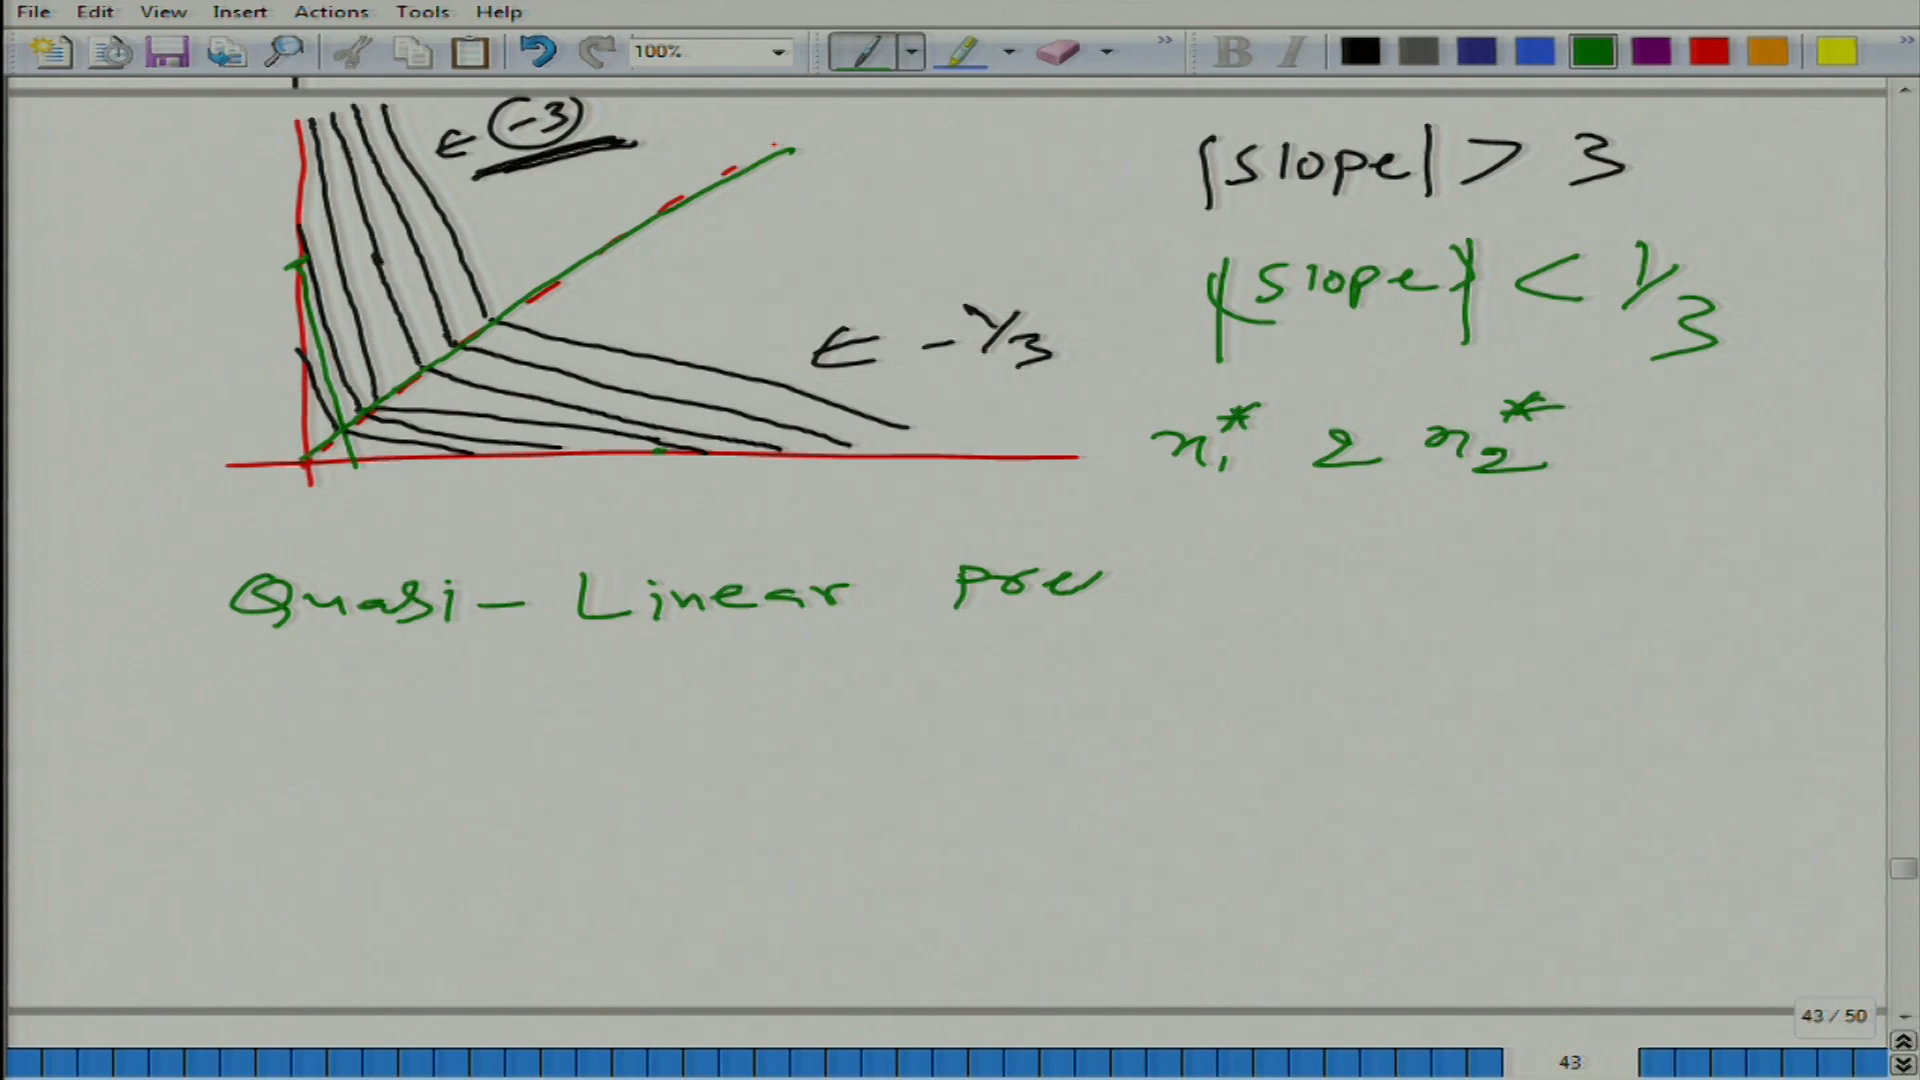 File Edit View Insert Actions Tools Help
100%
B I
← -3
|slope| > 3
|slope| < 1/3
← - 1/3
x₁* & x₂*
Quasi - Linear Pre
43 / 50
43